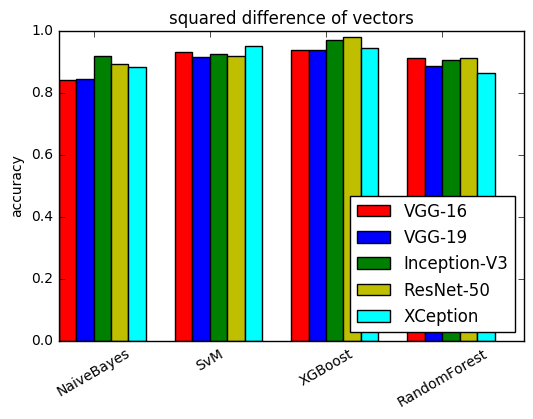 squared difference of vectors
1.0
0.8
0.6
0.4
0.2
0.0
accuracy
VGG-16
VGG-19
Inception-V3
ResNet-50
XCeption
NaiveBayes
SvM
XGBoost
RandomForest